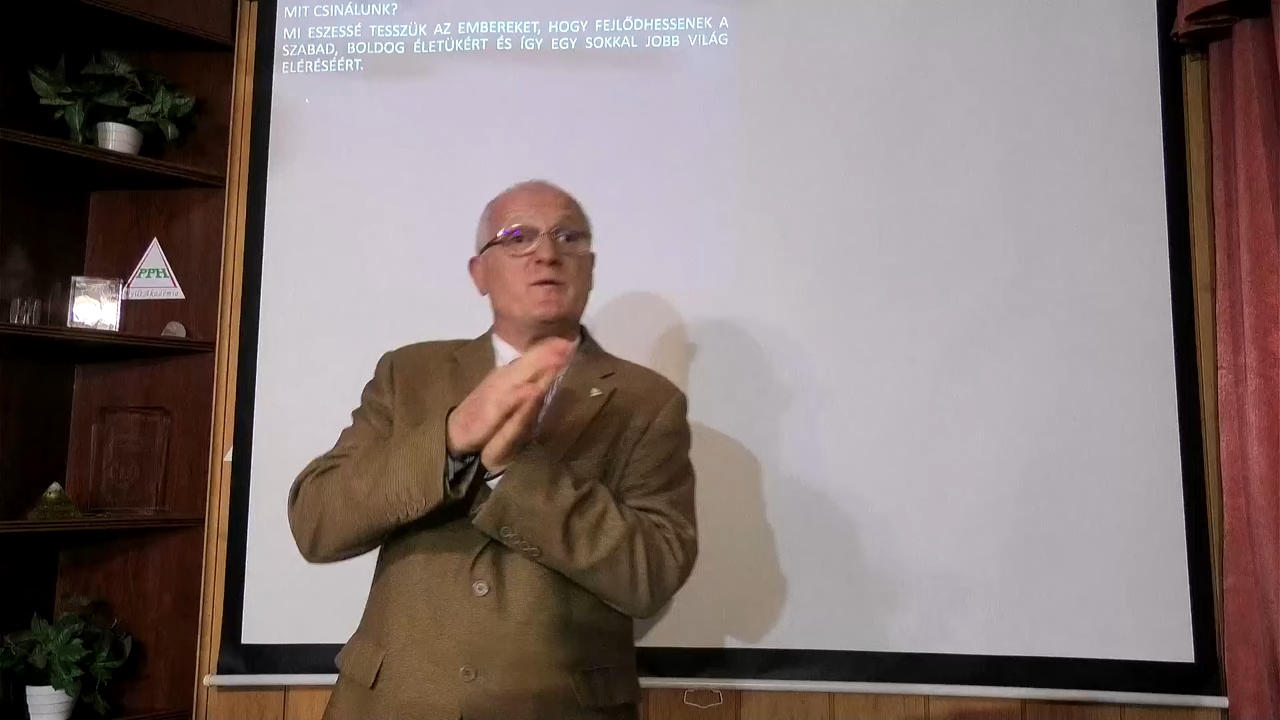 MIT CSINÁLUNK?
MI ESZESSÉ TESSZÜK AZ EMBEREKET, HOGY FEJLŐDHESSENEK A
SZABAD, BOLDOG ÉLETÜKÉRT ÉS ÍGY EGY SOKKAL JOBB VILÁG
ELÉRÉSÉÉRT.
PPH
Akadémia